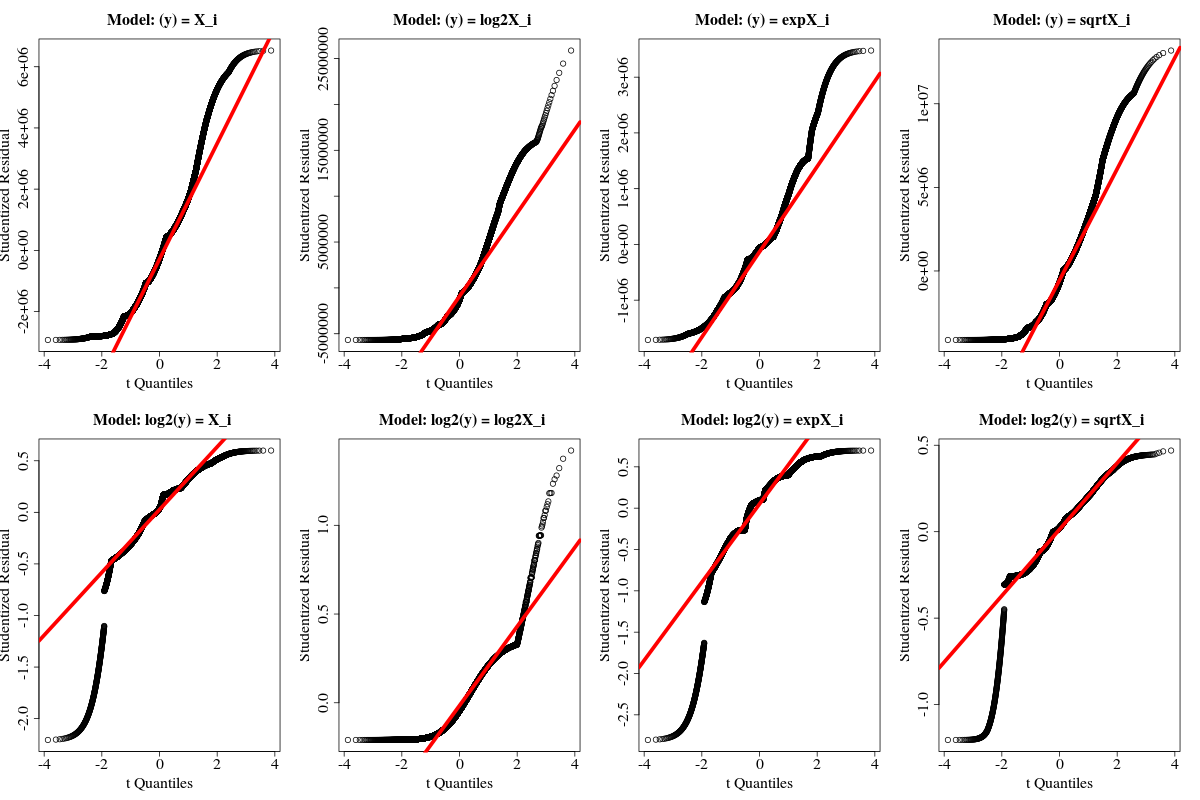 Model: (y) = X_i
Model: (y) = log2X_i
Model: (y) = expX_i
Model: (y) = sqrtX_i
Studentized Residual
-2e+06 0e+00 2e+06 4e+06 6e+06
Studentized Residual
-5000000 5000000 15000000 25000000
Studentized Residual
-1e+06 0e+00 1e+06 2e+06 3e+06
Studentized Residual
0e+00 5e+06 1e+07
-4 -2 0 2 4
-4 -2 0 2 4
-4 -2 0 2 4
-4 -2 0 2 4
t Quantiles
t Quantiles
t Quantiles
t Quantiles
Model: log2(y) = X_i
Model: log2(y) = log2X_i
Model: log2(y) = expX_i
Model: log2(y) = sqrtX_i
Studentized Residual
-2.0 -1.5 -1.0 -0.5 0.0 0.5
Studentized Residual
0.0 0.5 1.0
Studentized Residual
-2.5 -2.0 -1.5 -1.0 -0.5 0.0 0.5
Studentized Residual
-1.0 -0.5 0.0 0.5
-4 -2 0 2 4
-4 -2 0 2 4
-4 -2 0 2 4
-4 -2 0 2 4
t Quantiles
t Quantiles
t Quantiles
t Quantiles